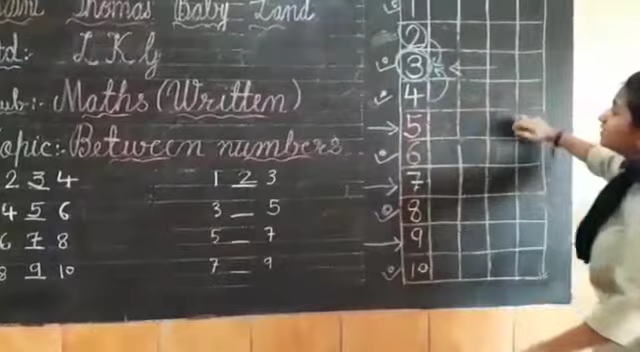 Thomas Baby Land
L K G
Maths (Written)
Topic:- Between numbers
2 3 4
4 5 6
6 7 8
8 9 10
1 2 3
3 _ 5
5 _ 7
7 _ 9
1
2
3
4
5
6
7
8
9
10